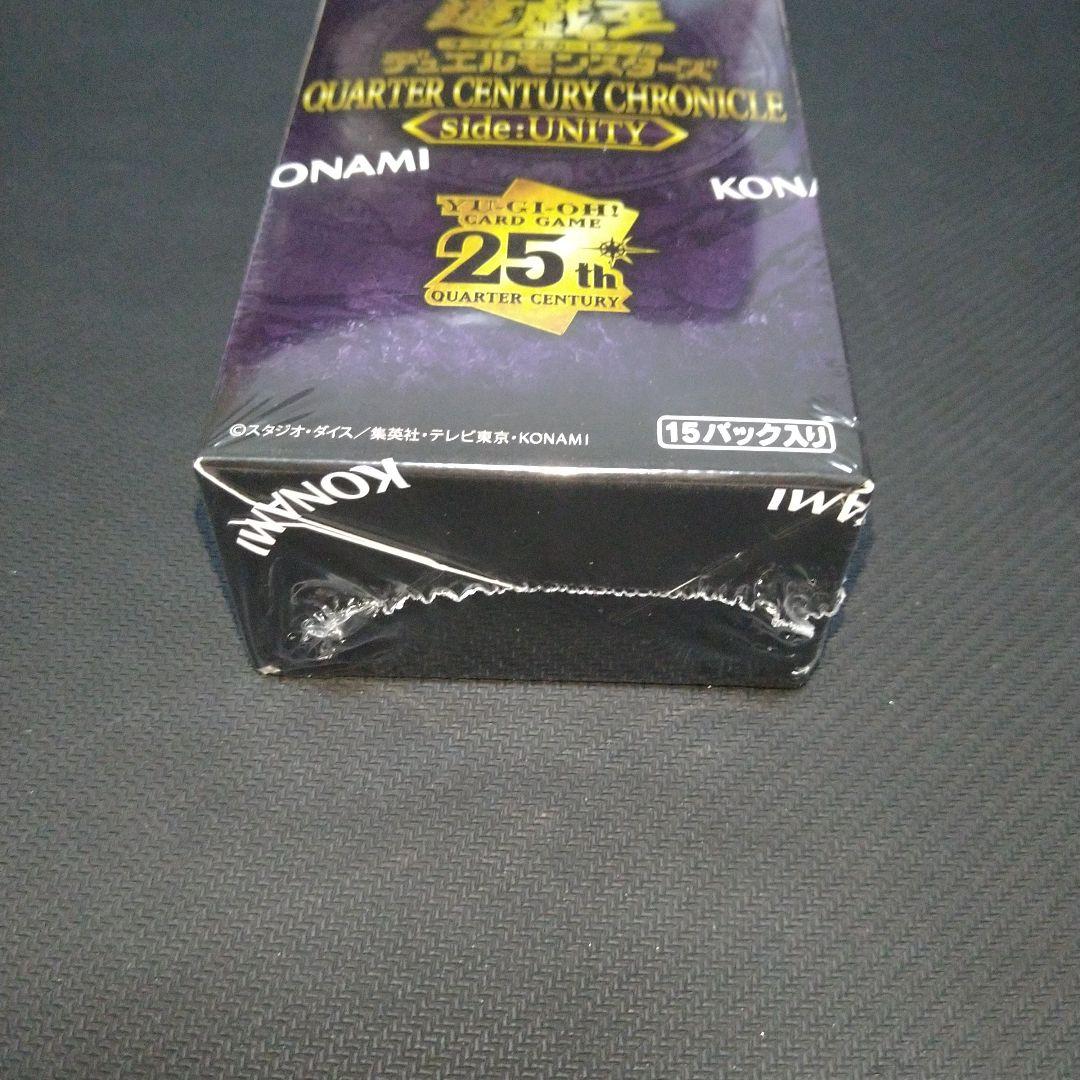 遊戯王
デュエルモンスターズ
QUARTER CENTURY CHRONICLE
side:UNITY
KONAMI
KONA
YU-GI-OH!
CARD GAME
25th
QUARTER CENTURY
©スタジオ・ダイス／集英社・テレビ東京・KONAMI
15パック入り
KONAMI
AMI